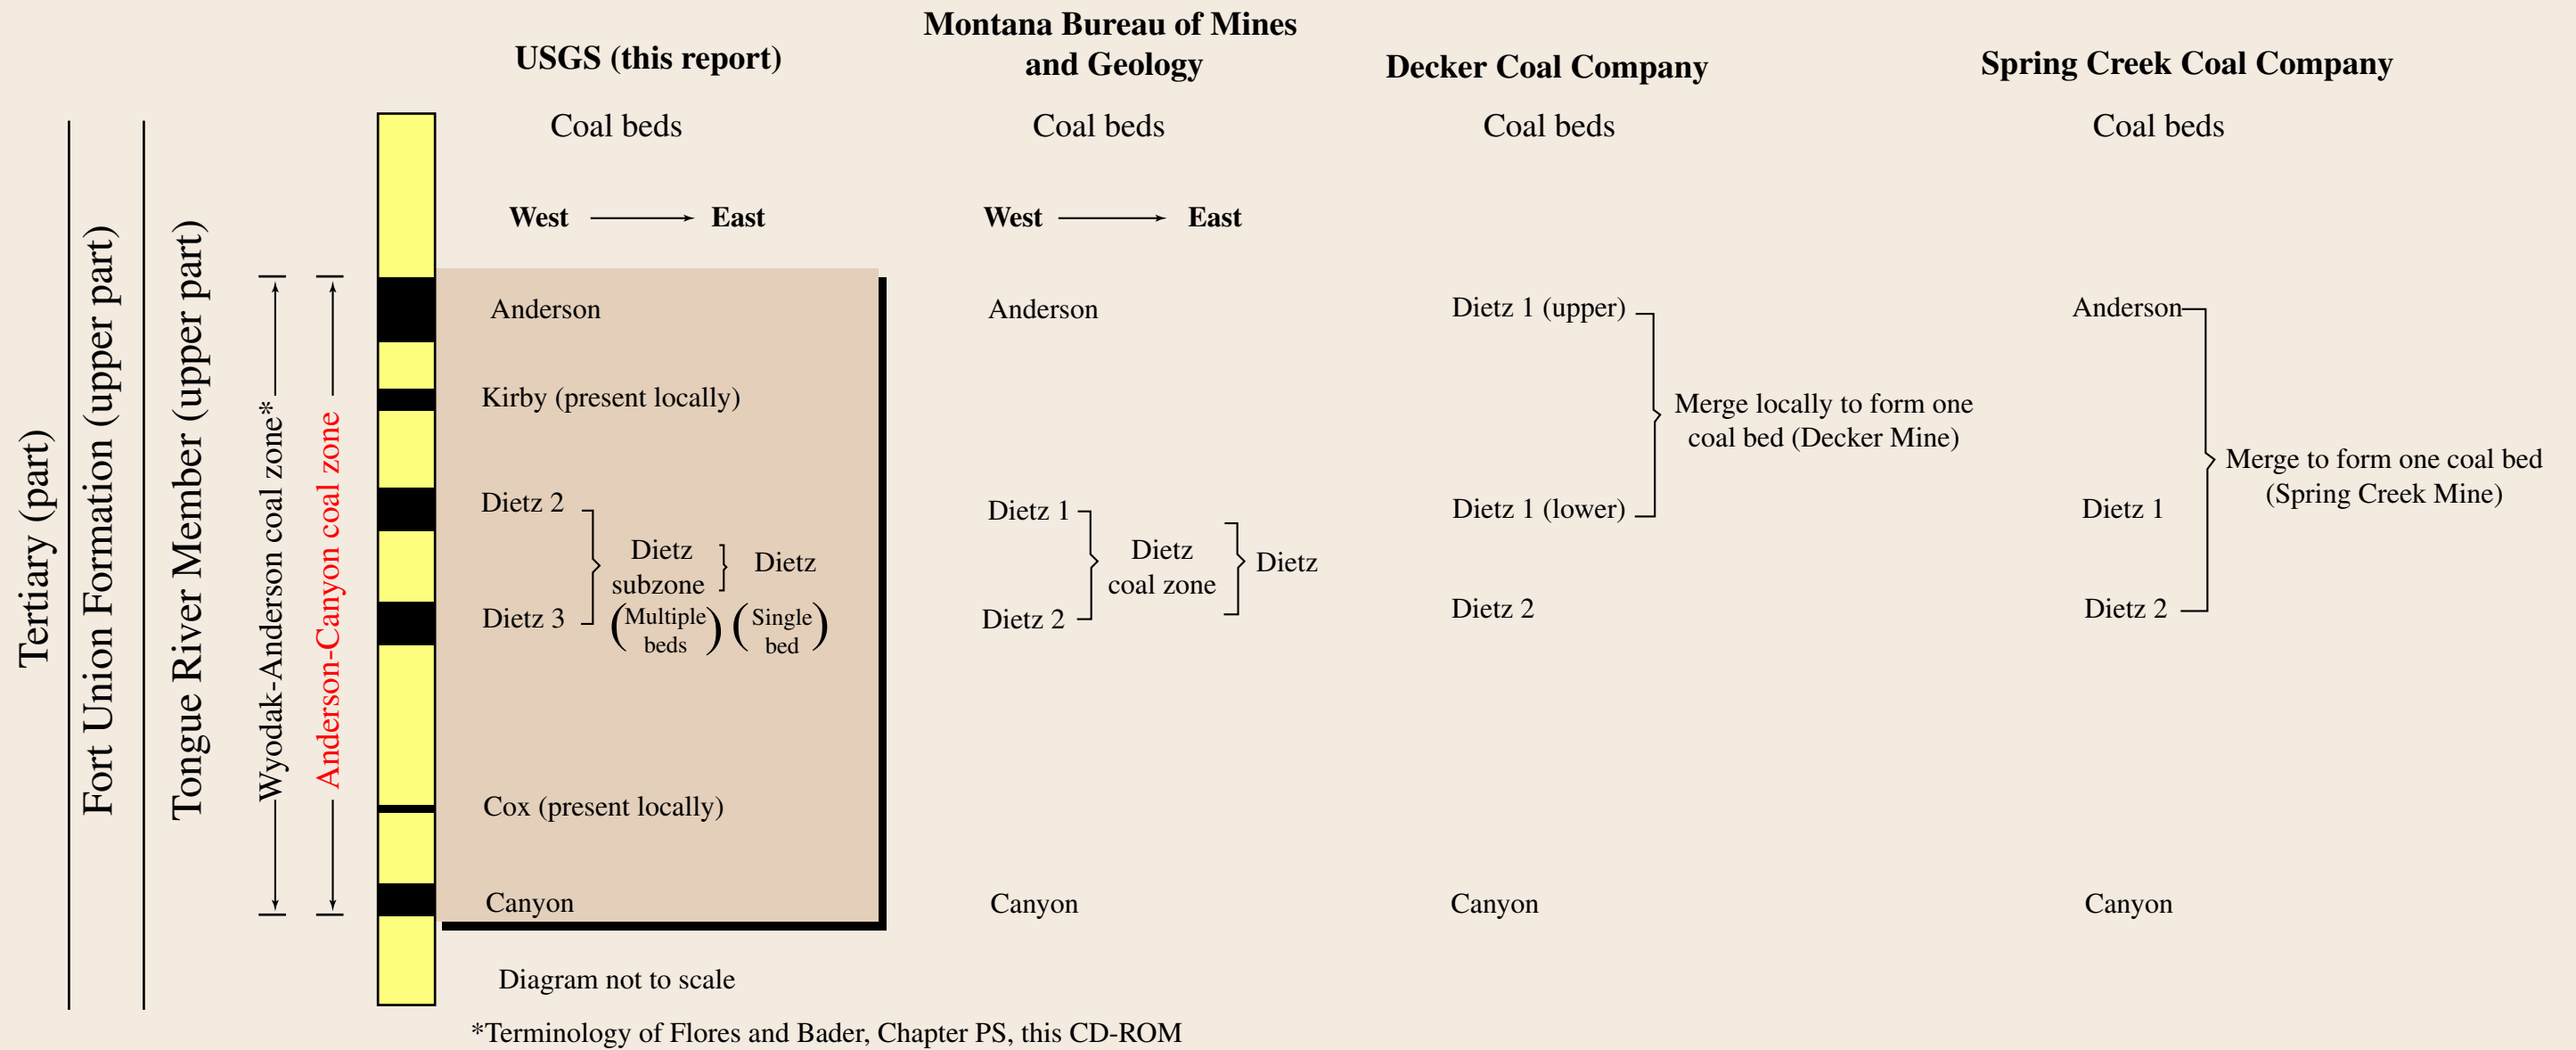 Tertiary (part)
Fort Union Formation (upper part)
Tongue River Member (upper part)
Wyodak-Anderson coal zone*
Anderson-Canyon coal zone
USGS (this report)
Coal beds
West East
Anderson
Kirby (present locally)
Dietz 2
Dietz 3
Dietz
subzone
(Multiple
beds)
Dietz
(Single
bed)
Cox (present locally)
Canyon
Montana Bureau of Mines
and Geology
Coal beds
West East
Anderson
Dietz 1
Dietz 2
Dietz
coal zone
Dietz
Canyon
Decker Coal Company
Coal beds
Dietz 1 (upper)
Merge locally to form one
coal bed (Decker Mine)
Dietz 1 (lower)
Dietz 2
Canyon
Spring Creek Coal Company
Coal beds
Anderson
Merge to form one coal bed
(Spring Creek Mine)
Dietz 1
Dietz 2
Canyon
Diagram not to scale
*Terminology of Flores and Bader, Chapter PS, this CD-ROM